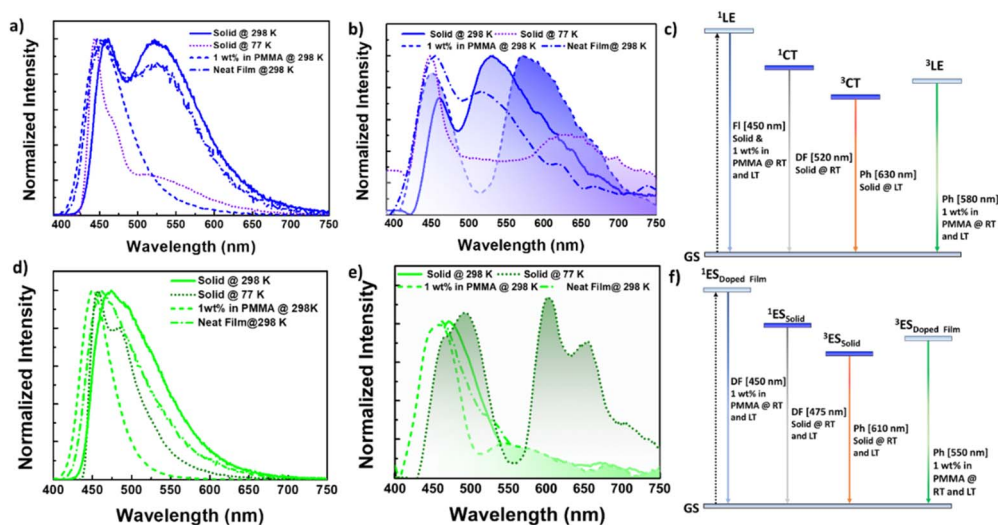 a)
Solid @ 298 K
Solid @ 77 K
1 wt% in PMMA @ 298 K
Neat Film @298 K
Normalized Intensity
400 450 500 550 600 650 700 750
Wavelength (nm)
b)
Solid @ 298 K
Solid @ 77 K
1 wt% in PMMA @ 298 K
Neat Film@298 K
Normalized Intensity
400 450 500 550 600 650 700 750
Wavelength (nm)
c)
¹LE
¹CT
³CT
³LE
Fl [450 nm]
Solid &
1 wt% in
PMMA @ RT
and LT
DF [520 nm]
Solid @ RT
Ph [630 nm]
Solid @ LT
Ph [580 nm]
1 wt% in
PMMA @ RT
and LT
GS
d)
Solid @ 298 K
Solid @ 77 K
1wt% in PMMA @ 298K
Neat Film@298 K
Normalized Intensity
400 450 500 550 600 650 700 750
Wavelength (nm)
e)
Solid @ 298 K
Solid @ 77 K
1 wt% in PMMA @ 298 K
Neat Film@298 K
Normalized Intensity
400 450 500 550 600 650 700 750
Wavelength (nm)
f)
¹ES Doped Film
¹ES Solid
³ES Solid
³ES Doped Film
DF [450 nm]
1 wt% in
PMMA @ RT
and LT
DF [475 nm]
Solid @ RT
and LT
Ph [610 nm]
Solid @ RT
and LT
Ph [550 nm]
1 wt% in
PMMA @
RT and LT
GS